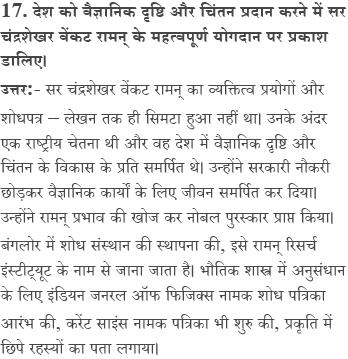 17. देश को वैज्ञानिक दृष्टि और चिंतन प्रदान करने में सर
चंद्रशेखर वेंकट रामन् के महत्वपूर्ण योगदान पर प्रकाश
डालिए।
उत्तर:- सर चंद्रशेखर वेंकट रामन् का व्यक्तित्व प्रयोगों और
शोधपत्र – लेखन तक ही सिमटा हुआ नहीं था। उनके अंदर
एक राष्ट्रीय चेतना थी और वह देश में वैज्ञानिक दृष्टि और
चिंतन के विकास के प्रति समर्पित थे। उन्होंने सरकारी नौकरी
छोड़कर वैज्ञानिक कार्यों के लिए जीवन समर्पित कर दिया।
उन्होंने रामन् प्रभाव की खोज कर नोबल पुरस्कार प्राप्त किया।
बंगलोर में शोध संस्थान की स्थापना की, इसे रामन् रिसर्च
इंस्टीट्यूट के नाम से जाना जाता है। भौतिक शास्त्र में अनुसंधान
के लिए इंडियन जनरल ऑफ फिजिक्स नामक शोध पत्रिका
आरंभ की, करेंट साइंस नामक पत्रिका भी शुरु की, प्रकृति में
छिपे रहस्यों का पता लगाया।